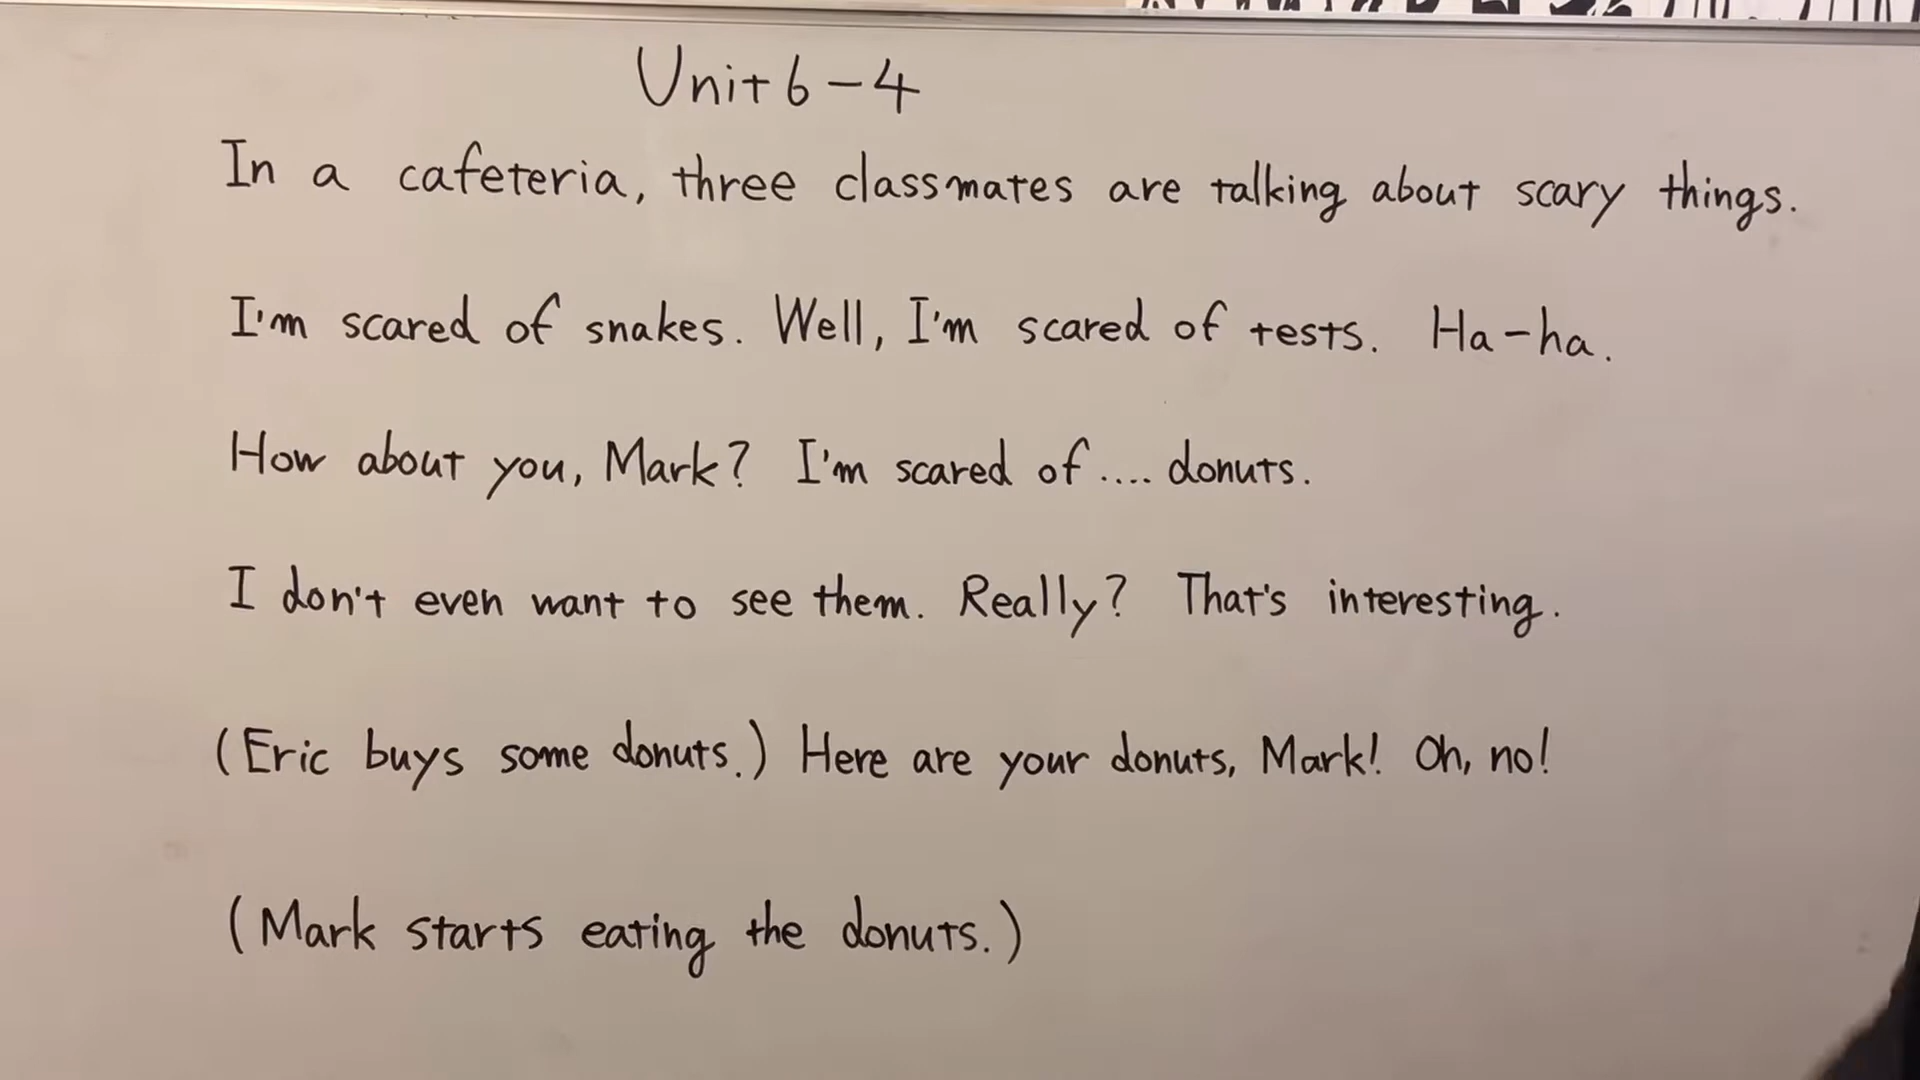 Unit 6-4
In a cafeteria, three classmates are talking about scary things.
I'm scared of snakes. Well, I'm scared of tests. Ha-ha.
How about you, Mark? I'm scared of.... donuts.
I don't even want to see them. Really? That's interesting.
(Eric buys some donuts.) Here are your donuts, Mark! Oh, no!
(Mark starts eating the donuts.)